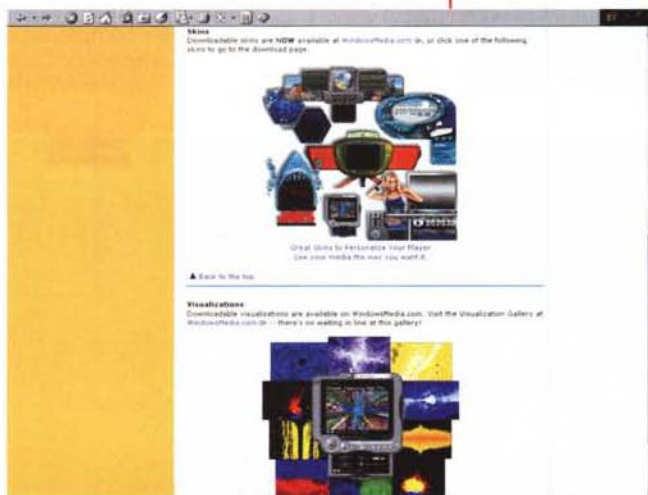 Skins
Downloadable skins are NOW available at WindowsMedia.com, or click one of the following
skins to go to the download page.
Great Skins to Personalize Your Player
Use your media the way you want it.
Back to the top
Visualizations
Downloadable visualizations are available on WindowsMedia.com. Visit the Visualization Gallery at
WindowsMedia.com -- there's no waiting in line at this gallery!